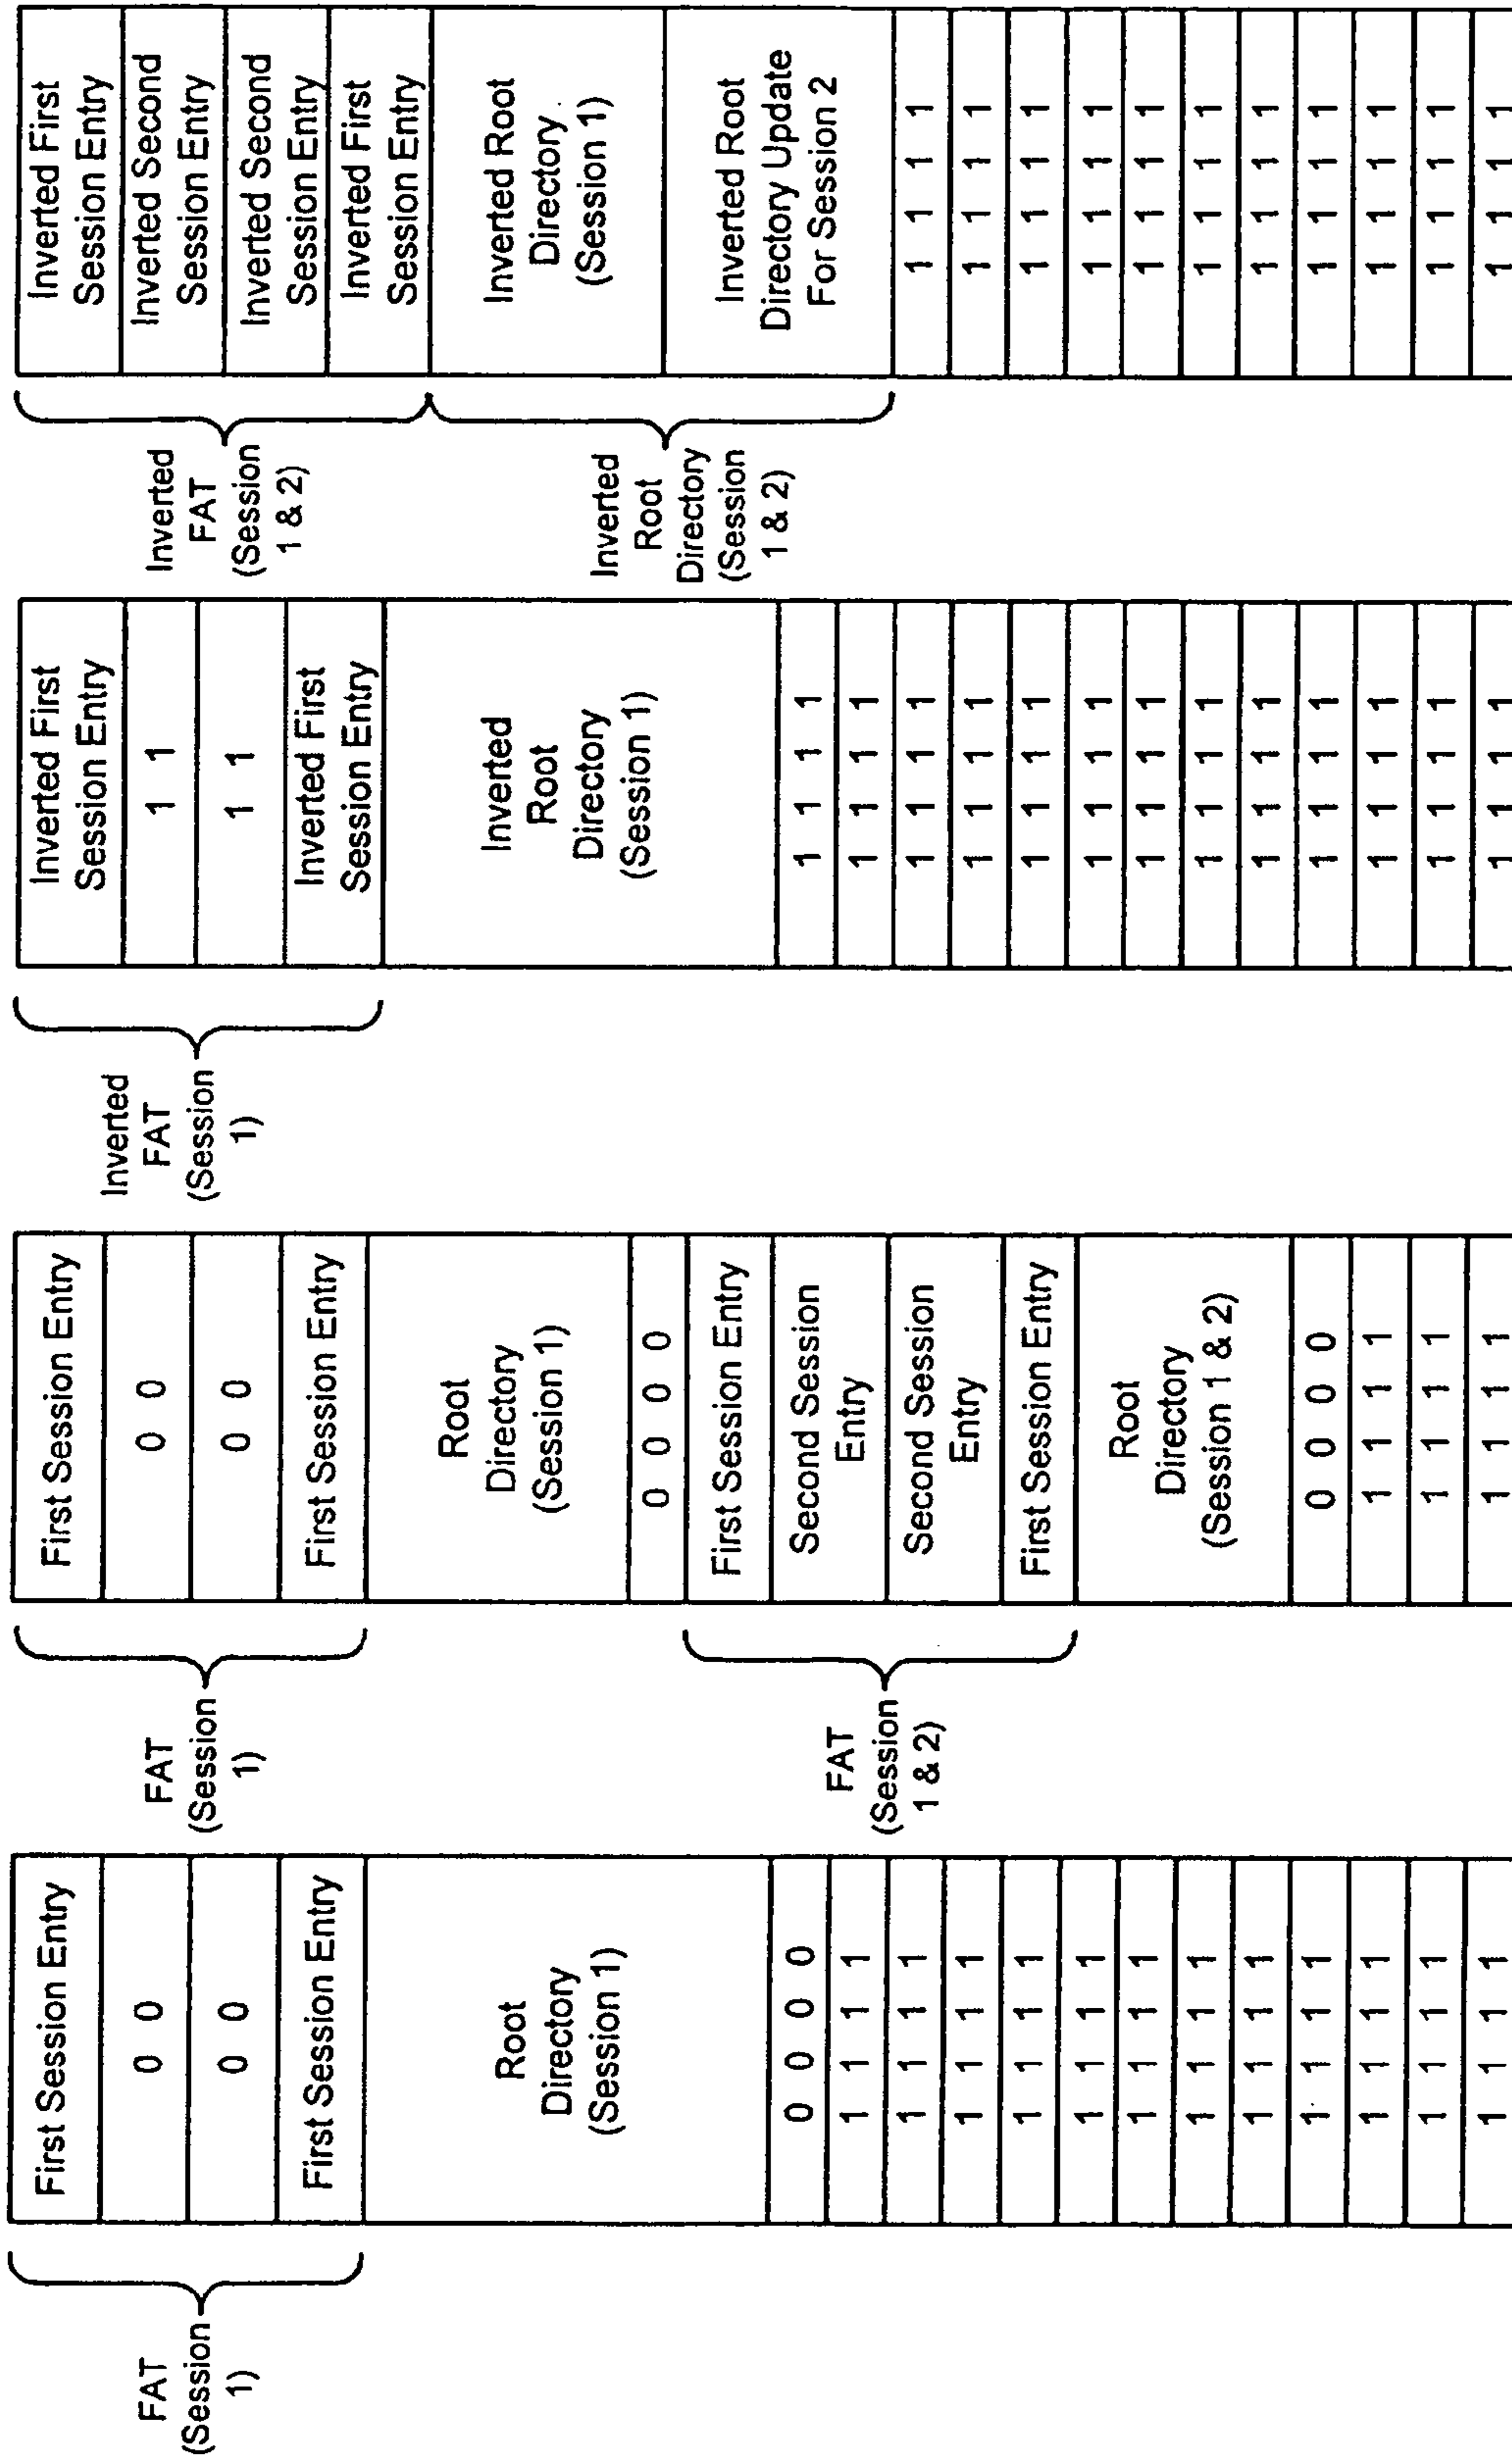 FAT
(Session
1)
First Session Entry
0 0
0 0
First Session Entry
Root
Directory
(Session 1)
0 0 0 0
1 1 1 1
1 1 1 1
1 1 1 1
1 1 1 1
1 1 1 1
1 1 1 1
1 1 1 1
1 1 1 1
1 1 1 1
1 1 1 1
1 1 1 1
1 1 1 1
FAT
(Session
1)
First Session Entry
0 0
0 0
First Session Entry
Root
Directory
(Session 1)
0 0 0 0
FAT
(Session
1 & 2)
First Session Entry
Second Session
Entry
Second Session
Entry
First Session Entry
Root
Directory
(Session 1 & 2)
0 0 0 0
1 1 1 1
1 1 1 1
1 1 1 1
Inverted
FAT
(Session
1)
Inverted First
Session Entry
1 1
1 1
Inverted First
Session Entry
Inverted
Root
Directory
(Session 1)
1 1 1 1
1 1 1 1
1 1 1 1
1 1 1 1
1 1 1 1
1 1 1 1
1 1 1 1
1 1 1 1
1 1 1 1
1 1 1 1
1 1 1 1
1 1 1 1
1 1 1 1
Inverted
FAT
(Session
1 & 2)
Inverted First
Session Entry
Inverted Second
Session Entry
Inverted Second
Session Entry
Inverted First
Session Entry
Inverted
Root
Directory
(Session
1 & 2)
Inverted Root
Directory
(Session 1)
Inverted Root
Directory Update
For Session 2
1 1 1 1
1 1 1 1
1 1 1 1
1 1 1 1
1 1 1 1
1 1 1 1
1 1 1 1
1 1 1 1
1 1 1 1
1 1 1 1
1 1 1 1